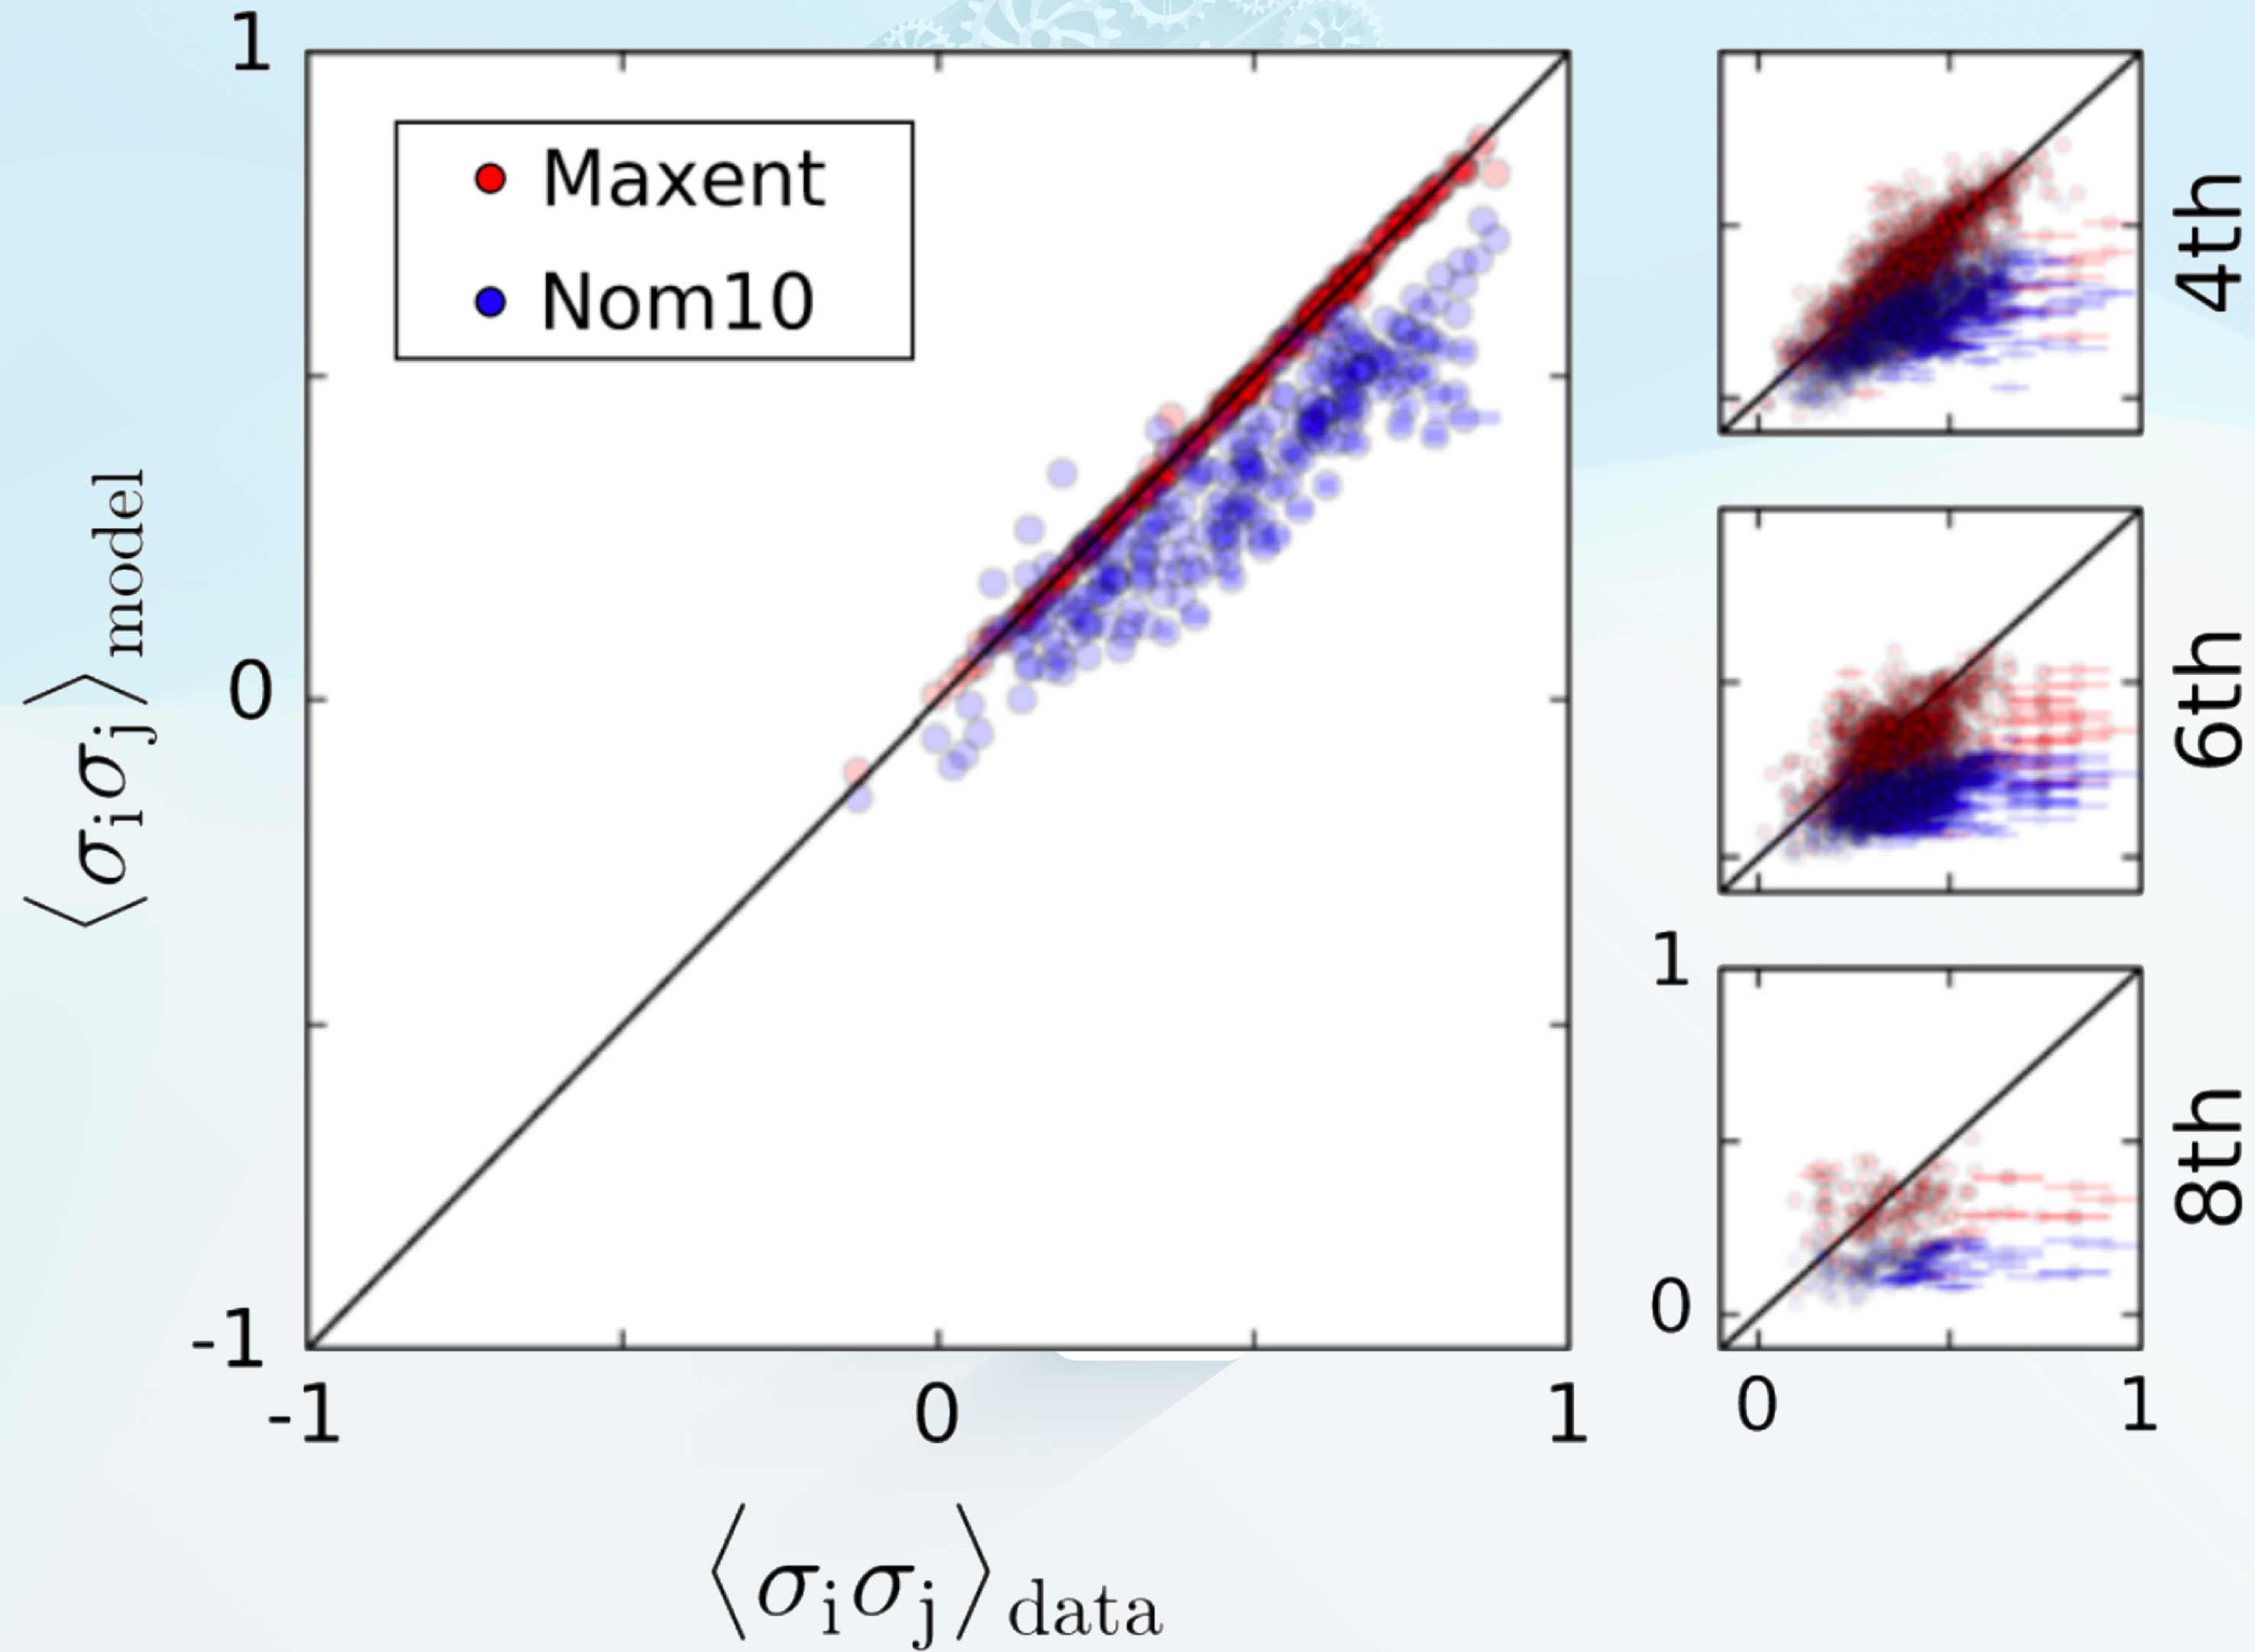 1
Maxent
Nom10
⟨σiσj⟩model
0
-1
-1
0
1
⟨σiσj⟩data
4th
6th
1
8th
0
0
1